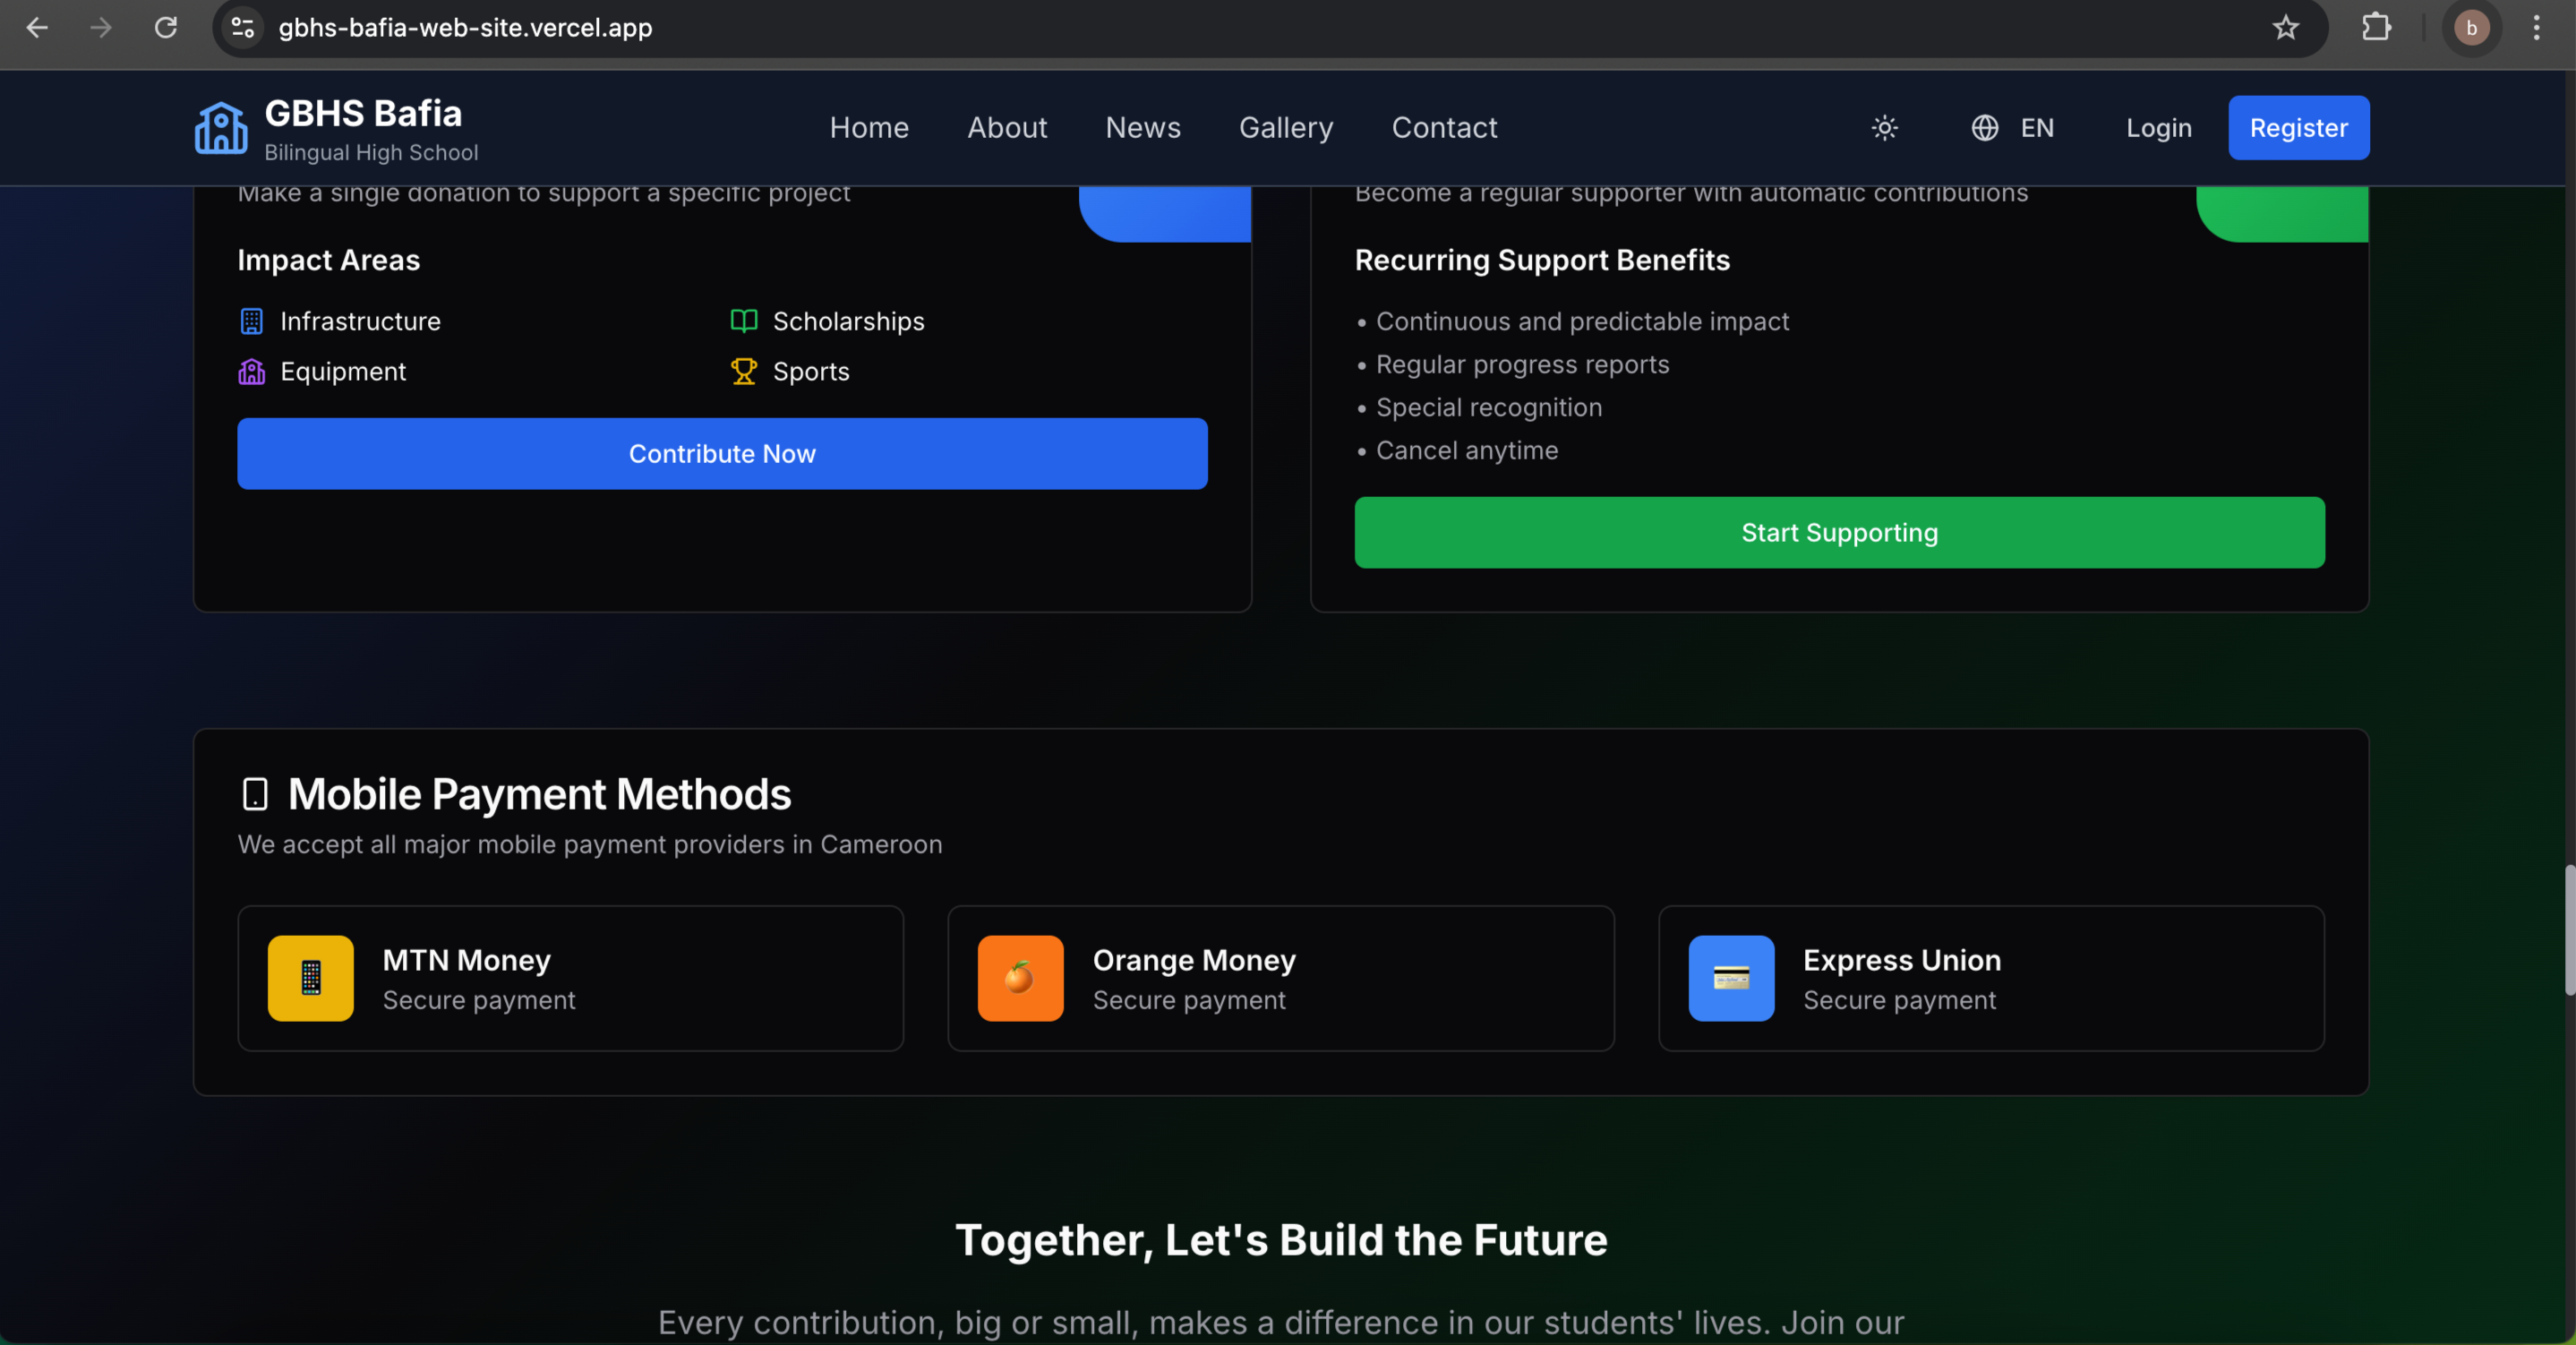 gbhs-bafia-web-site.vercel.app
b
GBHS Bafia
Bilingual High School
Home
About
News
Gallery
Contact
EN
Login
Register
Make a single donation to support a specific project
Impact Areas
Infrastructure
Scholarships
Equipment
Sports
Contribute Now
Become a regular supporter with automatic contributions
Recurring Support Benefits
• Continuous and predictable impact
• Regular progress reports
• Special recognition
• Cancel anytime
Start Supporting
Mobile Payment Methods
We accept all major mobile payment providers in Cameroon
MTN Money
Secure payment
Orange Money
Secure payment
Express Union
Secure payment
Together, Let's Build the Future
Every contribution, big or small, makes a difference in our students' lives. Join our